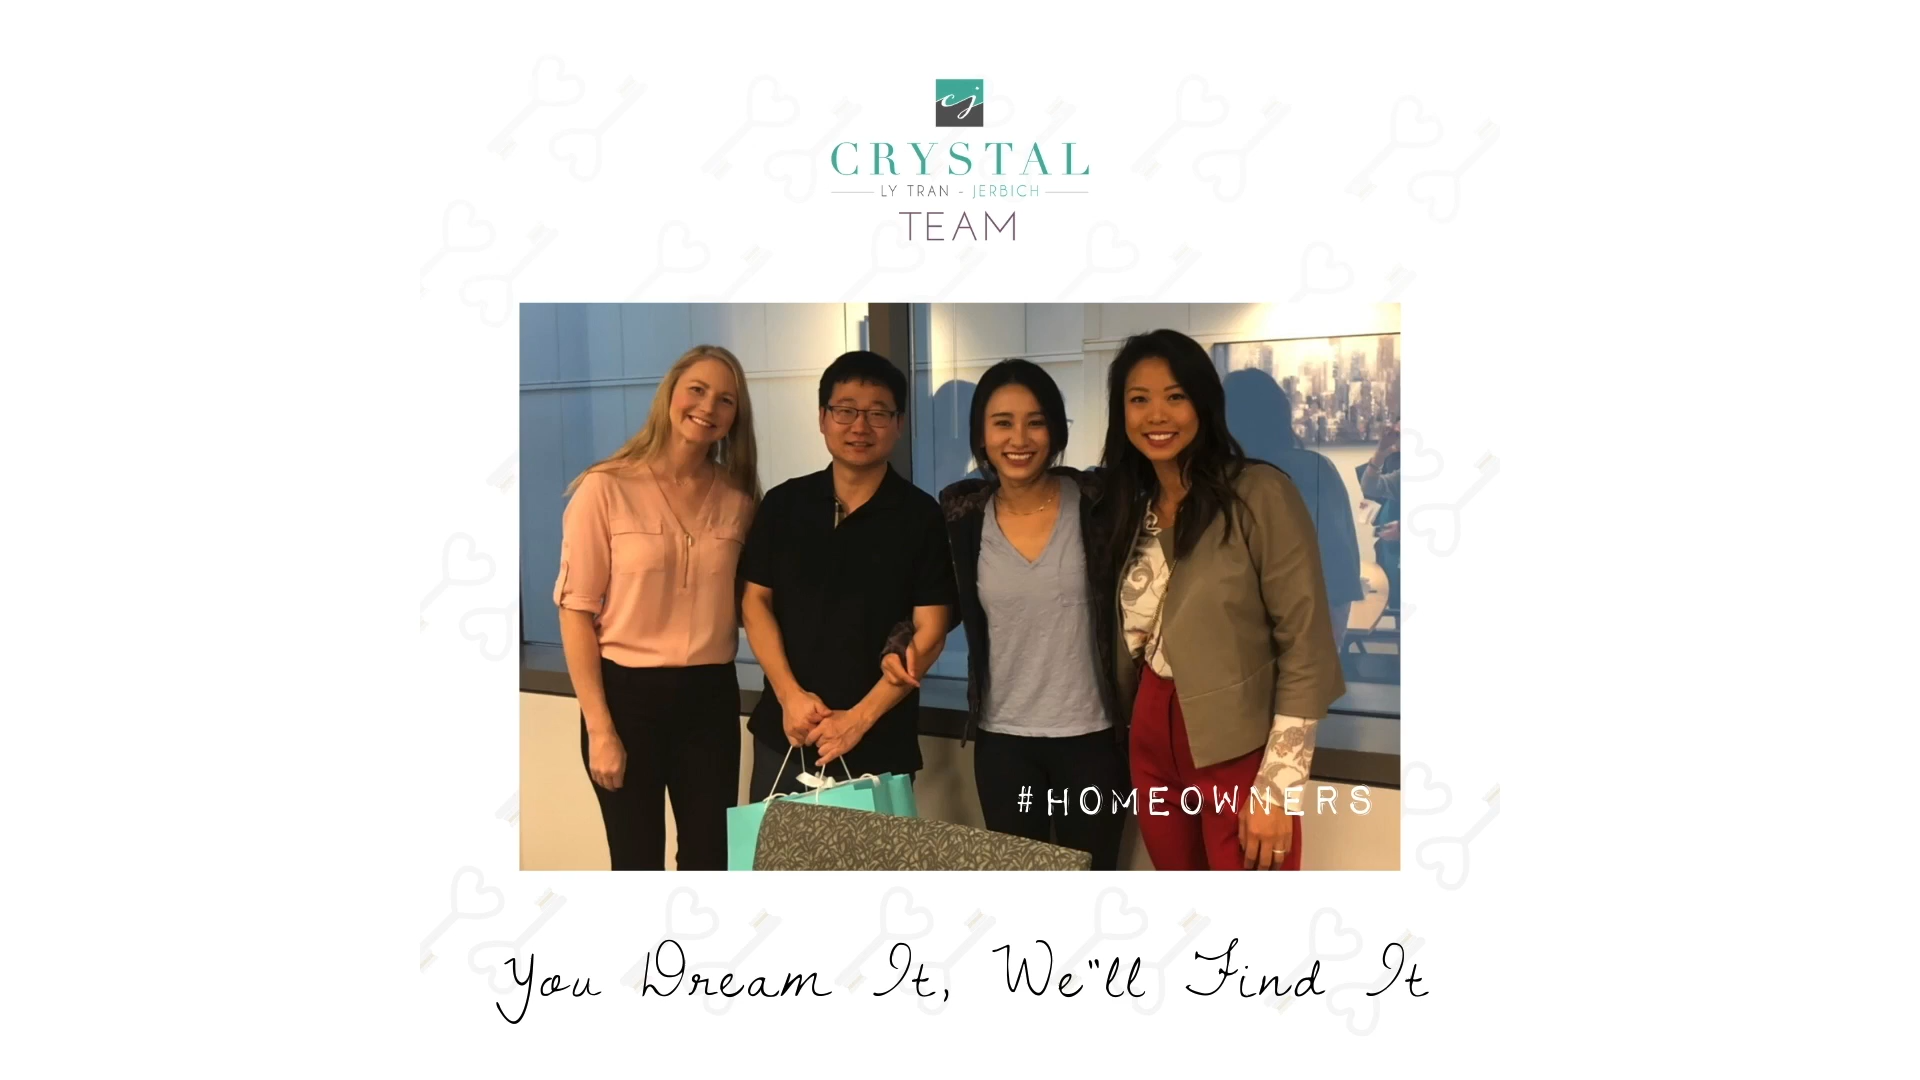 cj
CRYSTAL
LY TRAN - JERBICH
TEAM
#HOMEOWNERS
You Dream It, We"ll Find It